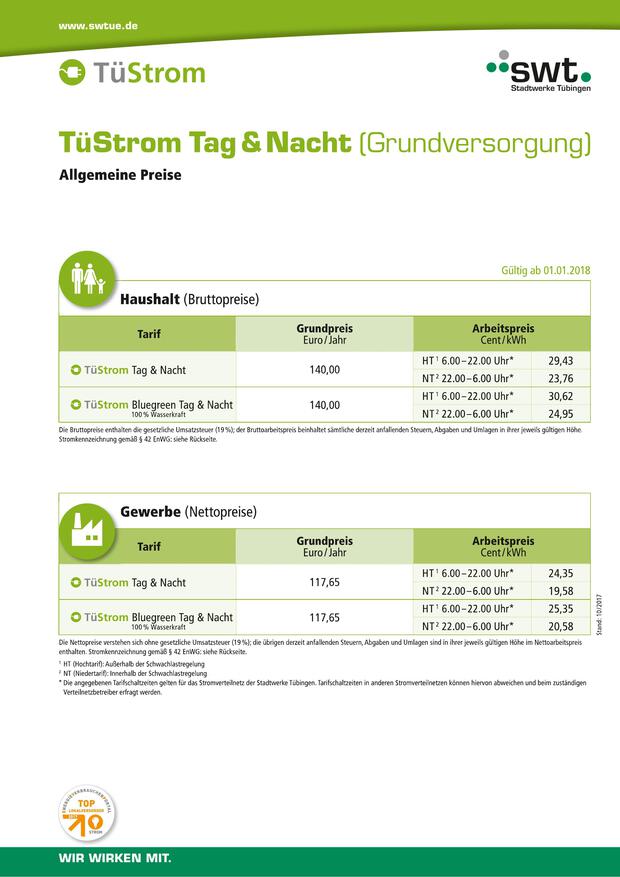 www.swtue.de
TüStrom
swt.
Stadtwerke Tübingen
TüStrom Tag & Nacht (Grundversorgung)
Allgemeine Preise
Gültig ab 01.01.2018
Haushalt (Bruttopreise)
Tarif
Grundpreis
Euro/Jahr
Arbeitspreis
Cent/kWh
TüStrom Tag & Nacht
140,00
HT¹ 6.00–22.00 Uhr* 29,43
NT² 22.00–6.00 Uhr* 23,76
TüStrom Bluegreen Tag & Nacht
100% Wasserkraft
140,00
HT¹ 6.00–22.00 Uhr* 30,62
NT² 22.00–6.00 Uhr* 24,95
Die Bruttopreise enthalten die gesetzliche Umsatzsteuer (19 %); der Bruttoarbeitspreis beinhaltet sämtliche derzeit anfallenden Steuern, Abgaben und Umlagen in ihrer jeweils gültigen Höhe.
Stromkennzeichnung gemäß § 42 EnWG: siehe Rückseite.
Gewerbe (Nettopreise)
Tarif
Grundpreis
Euro/Jahr
Arbeitspreis
Cent/kWh
TüStrom Tag & Nacht
117,65
HT¹ 6.00–22.00 Uhr* 24,35
NT² 22.00–6.00 Uhr* 19,58
TüStrom Bluegreen Tag & Nacht
100% Wasserkraft
117,65
HT¹ 6.00–22.00 Uhr* 25,35
NT² 22.00–6.00 Uhr* 20,58
Stand: 10/2017
Die Nettopreise verstehen sich ohne gesetzliche Umsatzsteuer (19 %); die übrigen derzeit anfallenden Steuern, Abgaben und Umlagen sind in ihrer jeweils gültigen Höhe im Nettoarbeitspreis
enthalten. Stromkennzeichnung gemäß § 42 EnWG: siehe Rückseite.
¹ HT (Hochtarif): Außerhalb der Schwachlastregelung
² NT (Niedertarif): Innerhalb der Schwachlastregelung
* Die angegebenen Tarifschaltzeiten gelten für das Stromverteilnetz der Stadtwerke Tübingen. Tarifschaltzeiten in anderen Stromverteilnetzen können hiervon abweichen und beim zuständigen
Verteilnetzbetreiber erfragt werden.
ENERGIEVERBRAUCHERPORTAL
TOP
LOKALVERSORGER
STROM
WIR WIRKEN MIT.